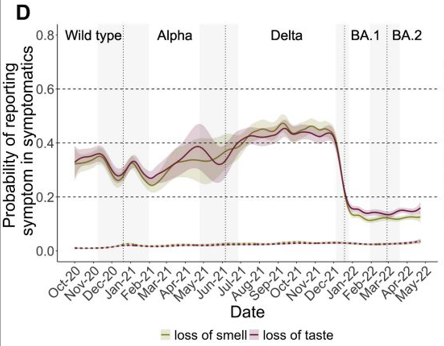 D
Wild type Alpha Delta BA.1 BA.2
Probability of reporting
symptom in symptomatics
0.8
0.6
0.4
0.2
0.0
Oct-20 Nov-20 Dec-20 Jan-21 Feb-21 Mar-21 Apr-21 May-21 Jun-21 Jul-21 Aug-21 Sep-21 Oct-21 Nov-21 Dec-21 Jan-22 Feb-22 Mar-22 Apr-22 May-22
Date
loss of smell loss of taste